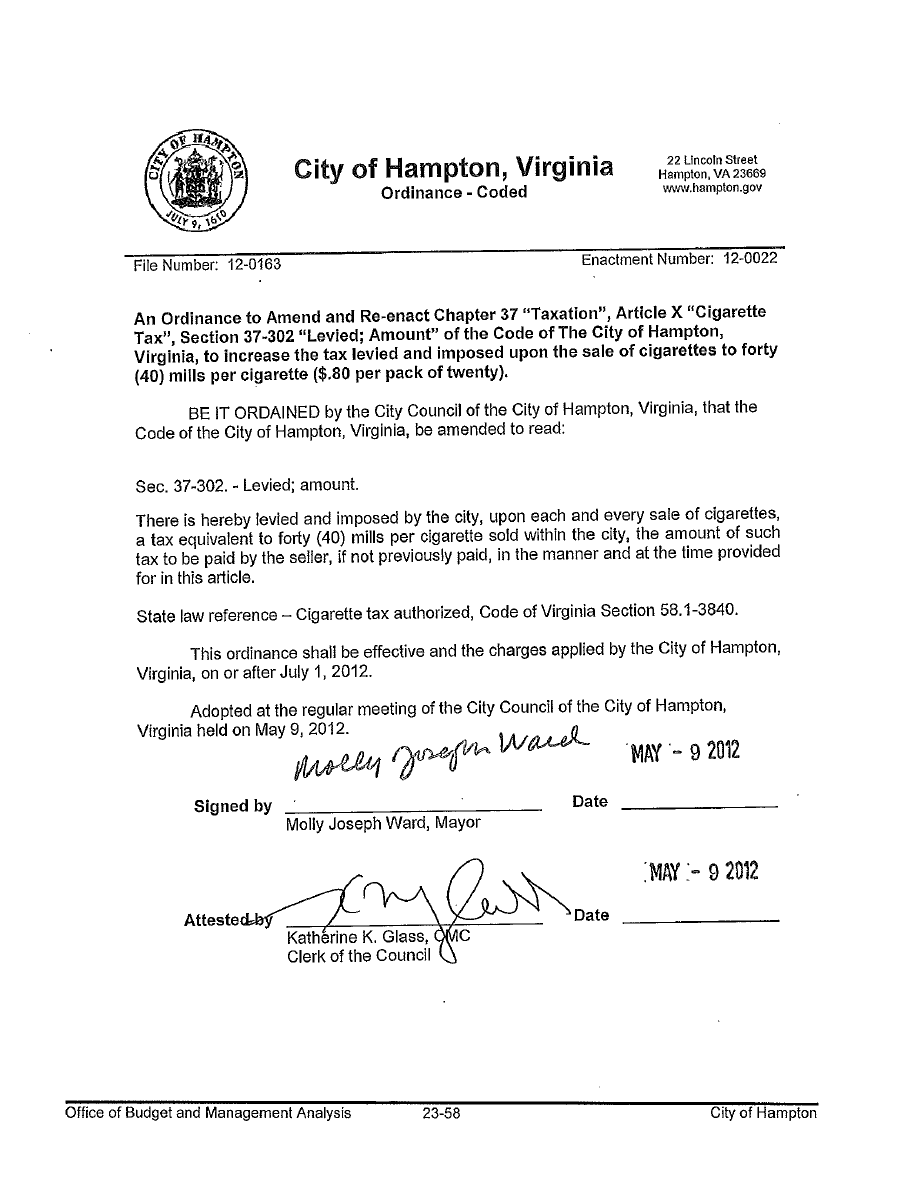 CITY OF HAMPTON
JULY 9, 1610
City of Hampton, Virginia
Ordinance - Coded
22 Lincoln Street
Hampton, VA 23669
www.hampton.gov
File Number: 12-0163
Enactment Number: 12-0022
An Ordinance to Amend and Re-enact Chapter 37 “Taxation”, Article X “Cigarette
Tax”, Section 37-302 “Levied; Amount” of the Code of The City of Hampton,
Virginia, to increase the tax levied and imposed upon the sale of cigarettes to forty
(40) mills per cigarette ($.80 per pack of twenty).
BE IT ORDAINED by the City Council of the City of Hampton, Virginia, that the
Code of the City of Hampton, Virginia, be amended to read:
Sec. 37-302. - Levied; amount.
There is hereby levied and imposed by the city, upon each and every sale of cigarettes,
a tax equivalent to forty (40) mills per cigarette sold within the city, the amount of such
tax to be paid by the seller, if not previously paid, in the manner and at the time provided
for in this article.
State law reference – Cigarette tax authorized, Code of Virginia Section 58.1-3840.
This ordinance shall be effective and the charges applied by the City of Hampton,
Virginia, on or after July 1, 2012.
Adopted at the regular meeting of the City Council of the City of Hampton,
Virginia held on May 9, 2012.
Molly Joseph Ward
MAY - 9 2012
Signed by
Date
Molly Joseph Ward, Mayor
MAY - 9 2012
Attested by
Date
Katherine K. Glass, CMC
Clerk of the Council
Office of Budget and Management Analysis
23-58
City of Hampton